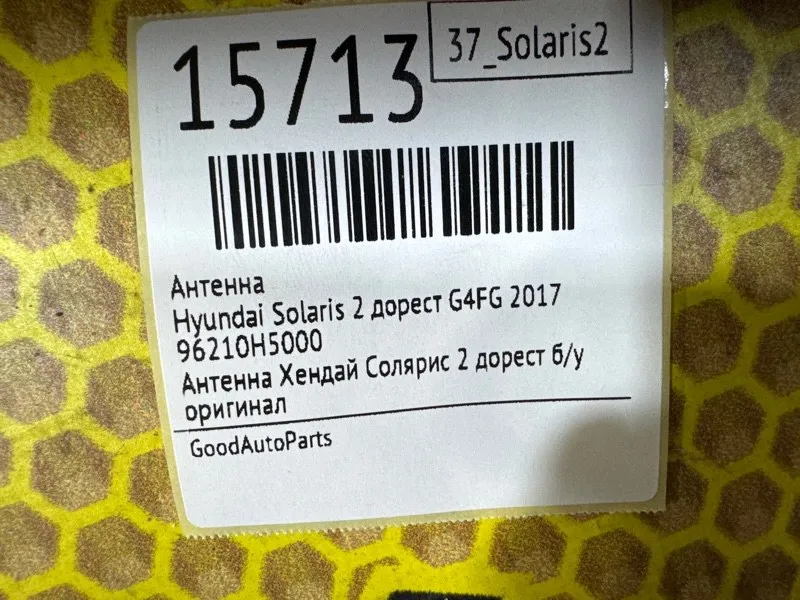 15713
37_Solaris2
Антенна
Hyundai Solaris 2 дорест G4FG 2017
96210H5000
Антенна Хендай Солярис 2 дорест б/у
оригинал
GoodAutoParts